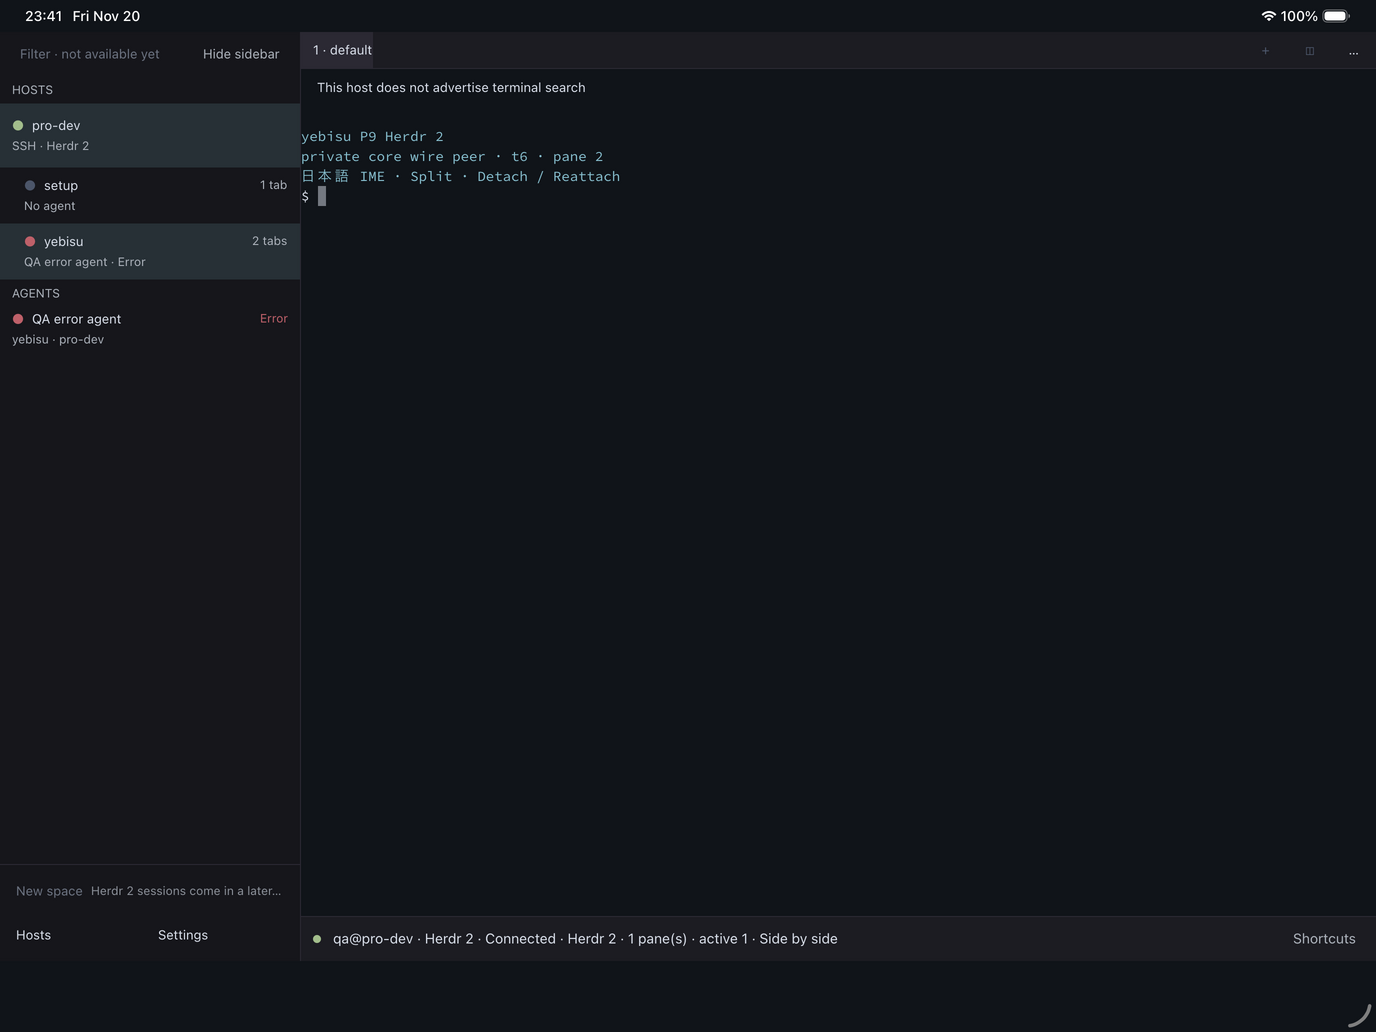 23:41 Fri Nov 20
100%
Filter · not available yet
Hide sidebar
HOSTS
pro-dev
SSH · Herdr 2
setup
1 tab
No agent
yebisu
2 tabs
QA error agent · Error
AGENTS
QA error agent
Error
yebisu · pro-dev
New space
Herdr 2 sessions come in a later…
Hosts
Settings
1 · default
+
…
This host does not advertise terminal search
yebisu P9 Herdr 2
private core wire peer · t6 · pane 2
日本語 IME · Split · Detach / Reattach
$
qa@pro-dev · Herdr 2 · Connected · Herdr 2 · 1 pane(s) · active 1 · Side by side
Shortcuts